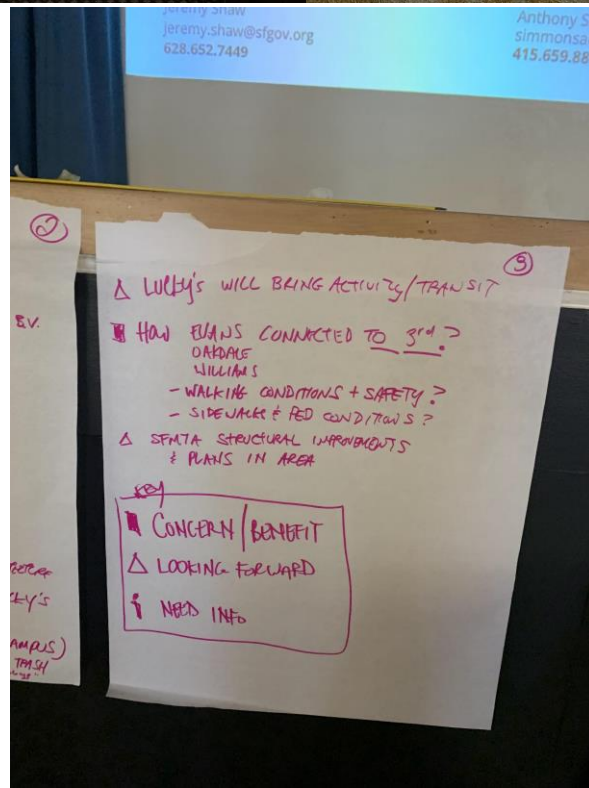 Jeremy Shaw
jeremy.shaw@sfgov.org
628.652.7449
Anthony S
simmonsa
415.659.88
2
E.V.
KY'S
AMPUS)
TRASH
3
Δ LUCKY'S WILL BRING ACTIVITY/TRANSIT
■ HOW EVANS CONNECTED TO 3rd?
OAKDALE
WILLIAMS
- WALKING CONDITIONS + SAFETY?
- SIDEWALKS & PED CONDITIONS?
Δ SFMTA STRUCTURAL IMPROVEMENTS
& PLANS IN AREA
KEY
■ CONCERN/BENEFIT
Δ LOOKING FORWARD
i NEED INFO